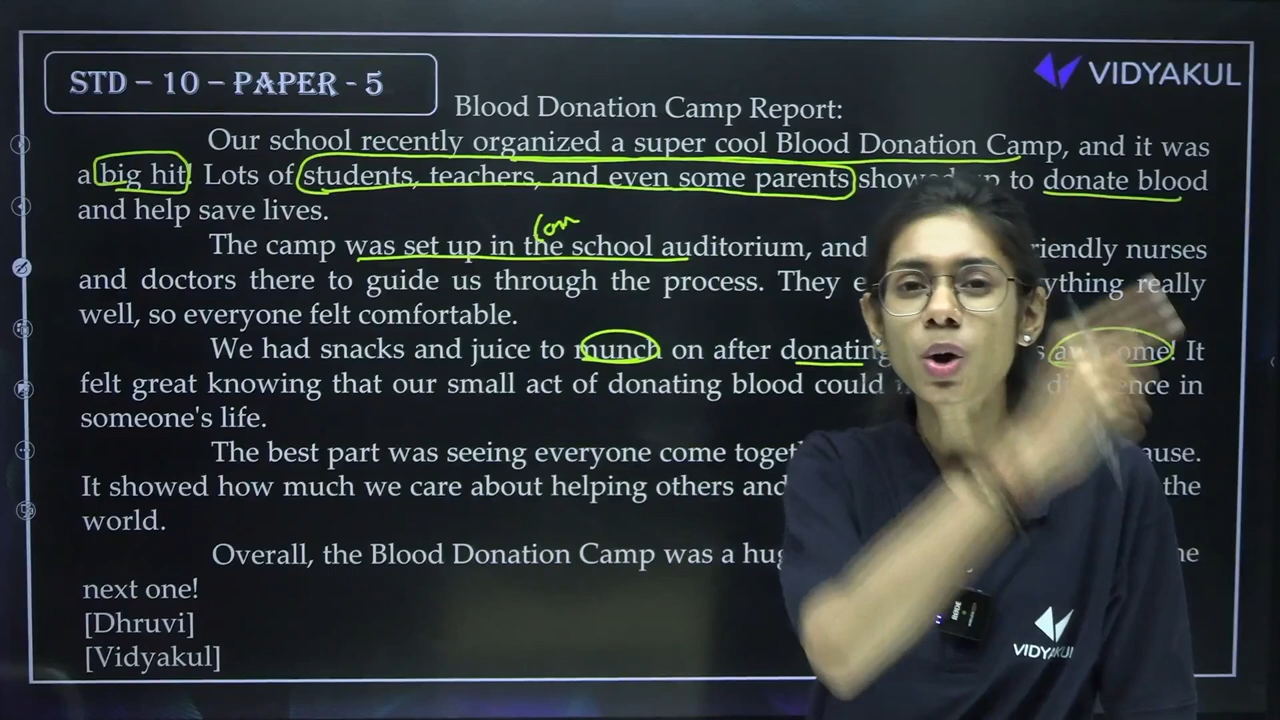 STD – 10 – PAPER - 5
VIDYAKUL
Blood Donation Camp Report:
Our school recently organized a super cool Blood Donation Camp, and it was
a big hit! Lots of students, teachers, and even some parents showed up to donate blood
and help save lives.
The camp was set up in the school auditorium, and friendly nurses
and doctors there to guide us through the process. They really
well, so everyone felt comfortable.
We had snacks and juice to munch on after donating awesome! It
felt great knowing that our small act of donating blood could in
someone's life.
The best part was seeing everyone come
It showed how much we care about helping others and the
world.
Overall, the Blood Donation Camp was a
next one!
[Dhruvi]
[Vidyakul]
RØDE
VIDYAKUL